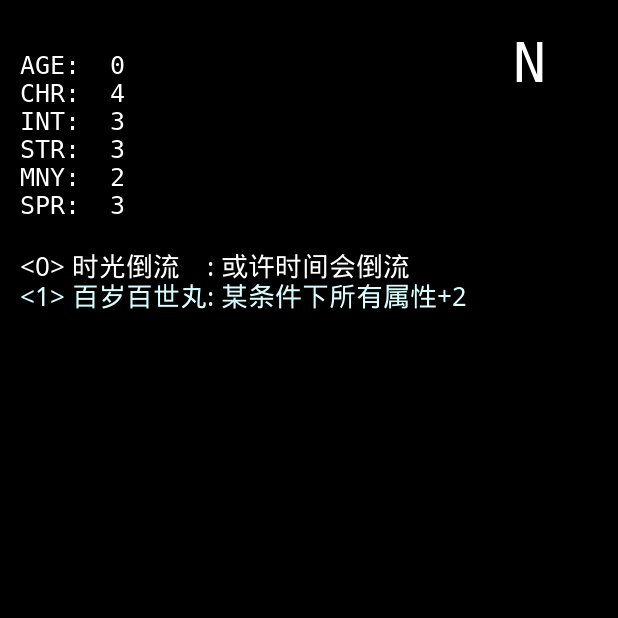 N
AGE: 0
CHR: 4
INT: 3
STR: 3
MNY: 2
SPR: 3
<0> 时光倒流 : 或许时间会倒流
<1> 百岁百世丸: 某条件下所有属性+2